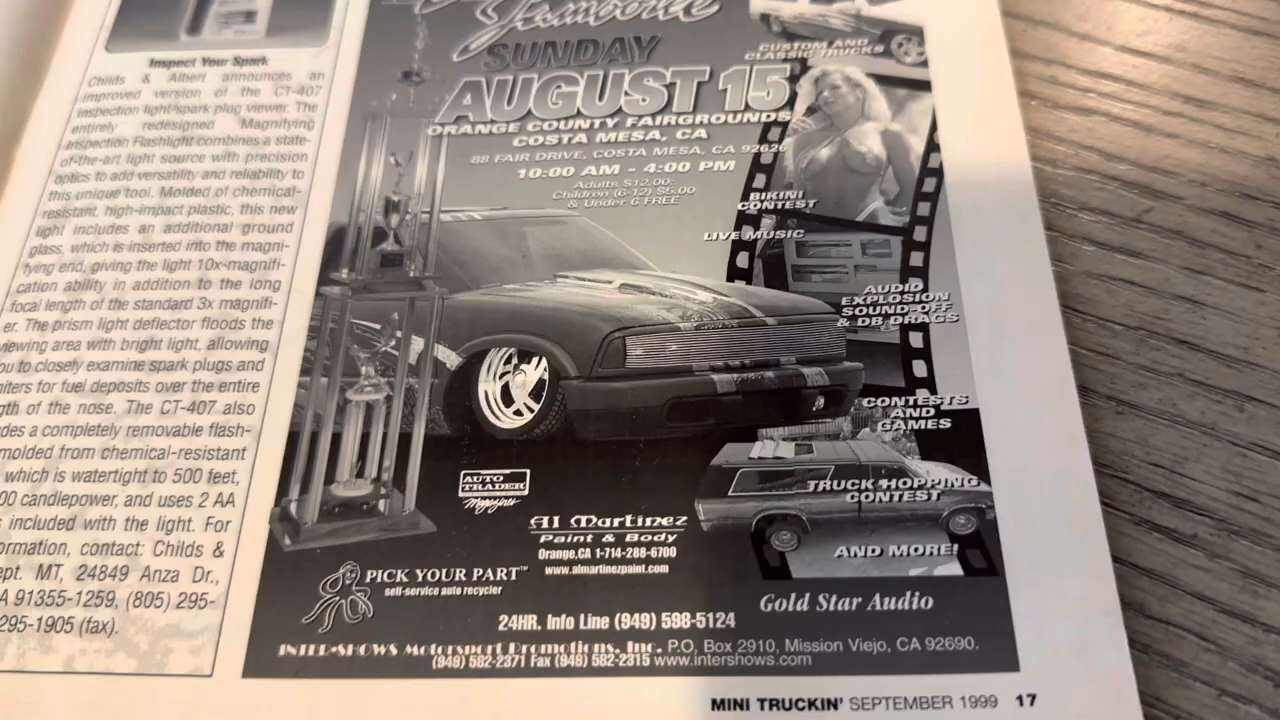 Inspect Your Spark
Childs & Albert announces an
improved version of the CT-407
inspection light/spark plug viewer. The
entirely redesigned Magnifying
Inspection Flashlight combines a state-
of-the-art light source with precision
optics to add versatility and reliability to
this unique tool. Molded of chemical-
resistant, high-impact plastic, this new
light includes an additional ground
glass, which is inserted into the magni-
fying end, giving the light 10x-magnifi-
cation ability in addition to the long
focal length of the standard 3x magnifi-
er. The prism light deflector floods the
viewing area with bright light, allowing
ou to closely examine spark plugs and
for fuel deposits over the entire
gth of the nose. The CT-407 also
des a completely removable flash-
molded from chemical-resistant
which is watertight to 500 feet,
00 candlepower, and uses 2 AA
s included with the light. For
ormation, contact: Childs &
ept. MT, 24849 Anza Dr.,
A 91355-1259, (805) 295-
295-1905 (fax).
Jamboree
SUNDAY
AUGUST 15
ORANGE COUNTY FAIRGROUNDS
COSTA MESA, CA
88 FAIR DRIVE, COSTA MESA, CA 92626
10:00 AM - 4:00 PM
Adults $12.00;
Children (6-12) $5.00
& Under 6 FREE
CUSTOM AND
CLASSIC TRUCKS
BIKINI
CONTEST
LIVE MUSIC
AUDIO
EXPLOSION
SOUND-OFF
& DB DRAGS
CONTESTS
AND
GAMES
TRUCK HOPPING
CONTEST
AND MORE!
AUTO
TRADER
Magazines
Al Martinez
Paint & Body
Orange,CA 1-714-288-6700
www.almartinezpaint.com
PICK YOUR PART™
self-service auto recycler
Gold Star Audio
24HR. Info Line (949) 598-5124
INTER•SHOWS Motorsport Promotions, Inc. P.O. Box 2910, Mission Viejo, CA 92690.
(949) 582-2371 Fax (949) 582-2315 www.intershows.com
MINI TRUCKIN' SEPTEMBER 1999 17